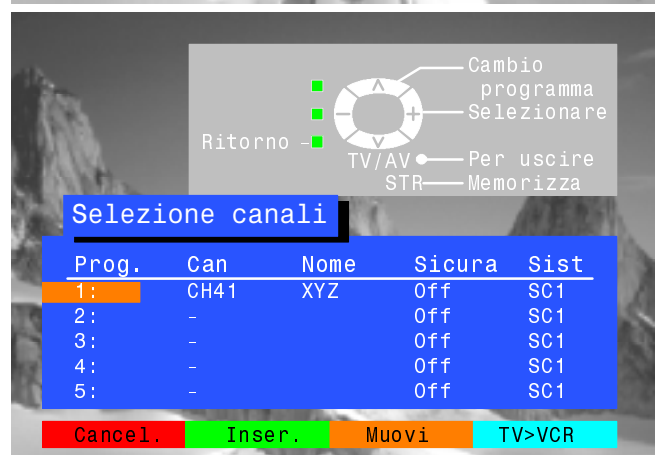 Cambio
programma
Selezionare
Ritorno
TV/AV Per uscire
STR Memorizza
Selezione canali
Prog. Can Nome Sicura Sist
1: CH41 XYZ Off SC1
2: - Off SC1
3: - Off SC1
4: - Off SC1
5: - Off SC1
Cancel. Inser. Muovi TV>VCR